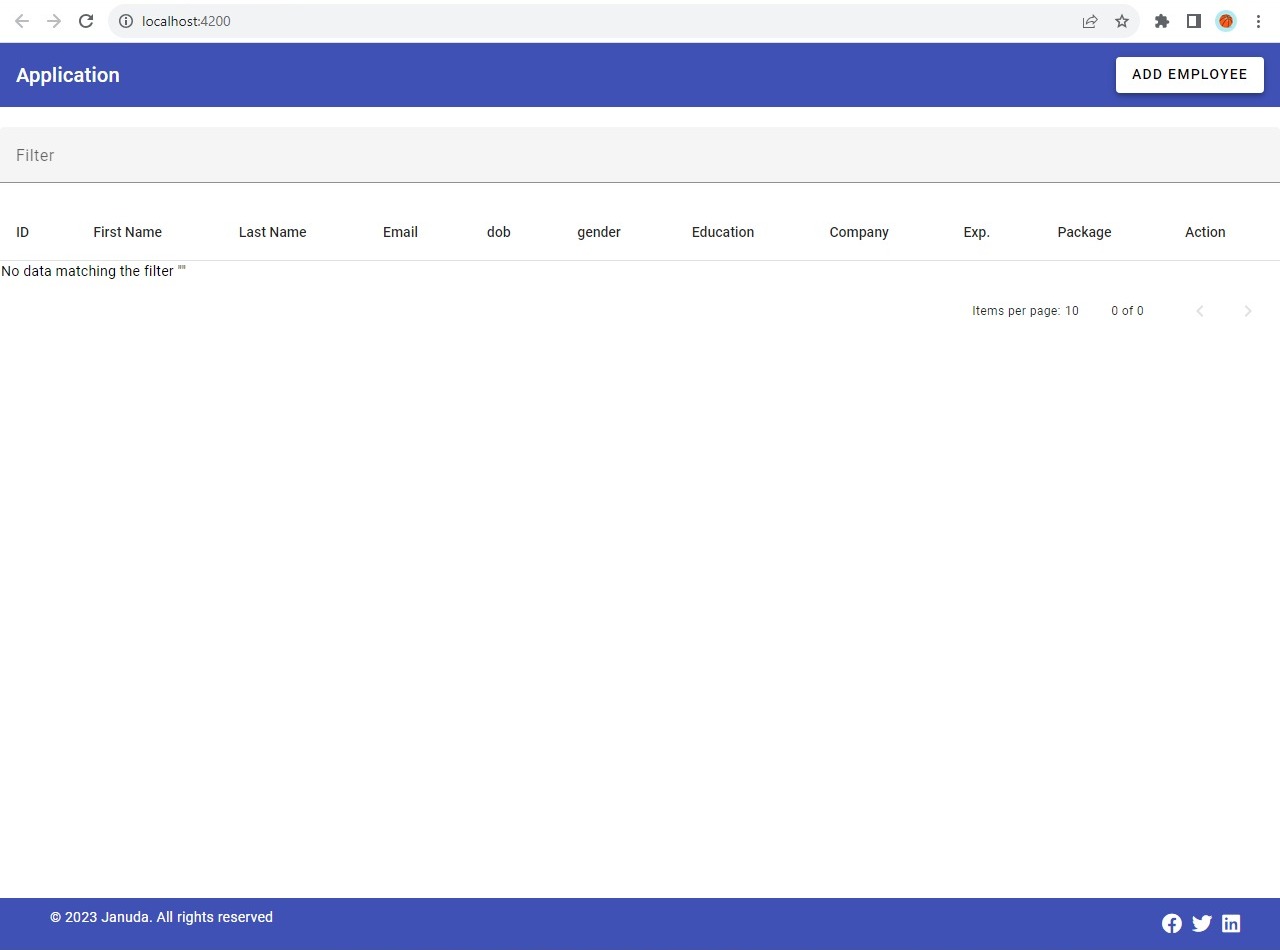 localhost:4200
Application
ADD EMPLOYEE
Filter
ID First Name Last Name Email dob gender Education Company Exp. Package Action
No data matching the filter ""
Items per page: 10 0 of 0
© 2023 Januda. All rights reserved